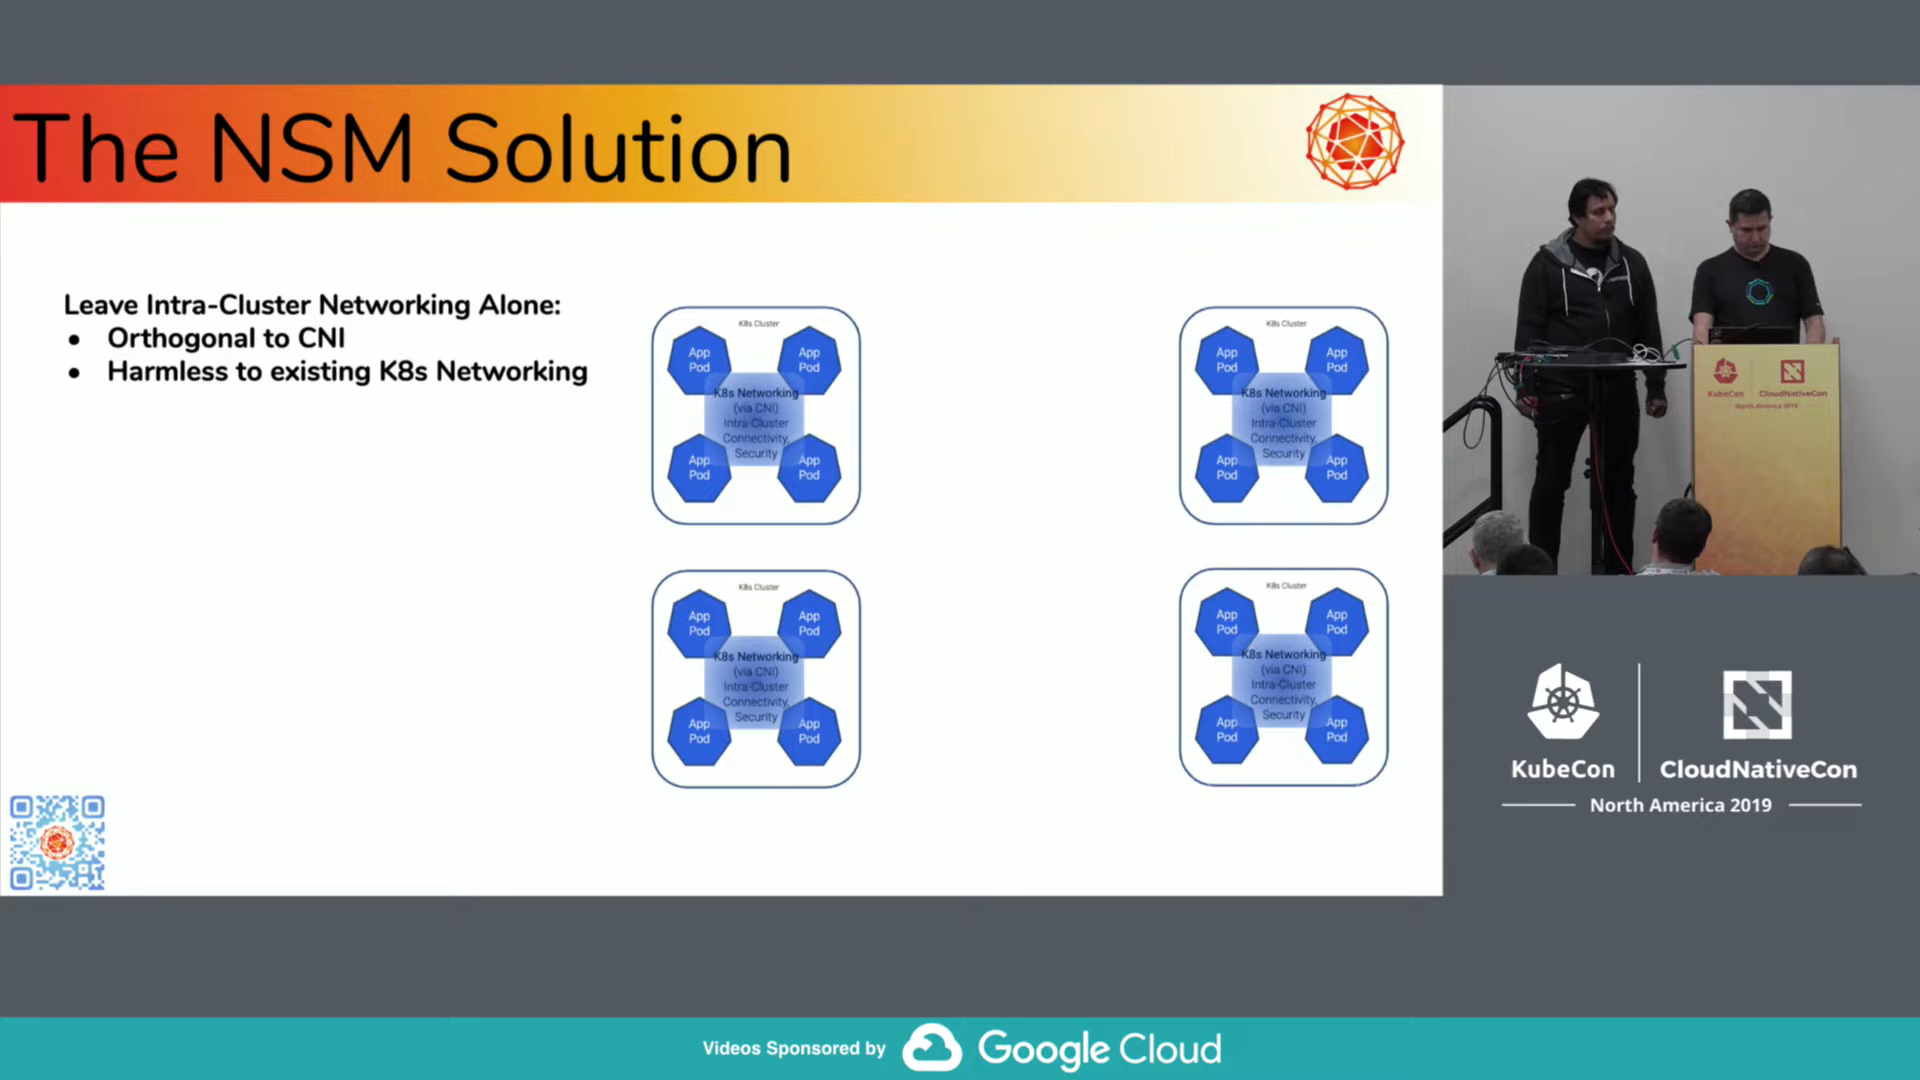 The NSM Solution
Leave Intra-Cluster Networking Alone:
• Orthogonal to CNI
• Harmless to existing K8s Networking
K8s Cluster
App Pod
App Pod
K8s Networking
(via CNI)
Intra-Cluster
Connectivity,
Security
App Pod
App Pod
K8s Cluster
App Pod
App Pod
K8s Networking
(via CNI)
Intra-Cluster
Connectivity,
Security
App Pod
App Pod
K8s Cluster
App Pod
App Pod
K8s Networking
(via CNI)
Intra-Cluster
Connectivity,
Security
App Pod
App Pod
K8s Cluster
App Pod
App Pod
K8s Networking
(via CNI)
Intra-Cluster
Connectivity,
Security
App Pod
App Pod
KubeCon
CloudNativeCon
North America 2019
KubeCon
CloudNativeCon
North America 2019
Videos Sponsored by
Google Cloud